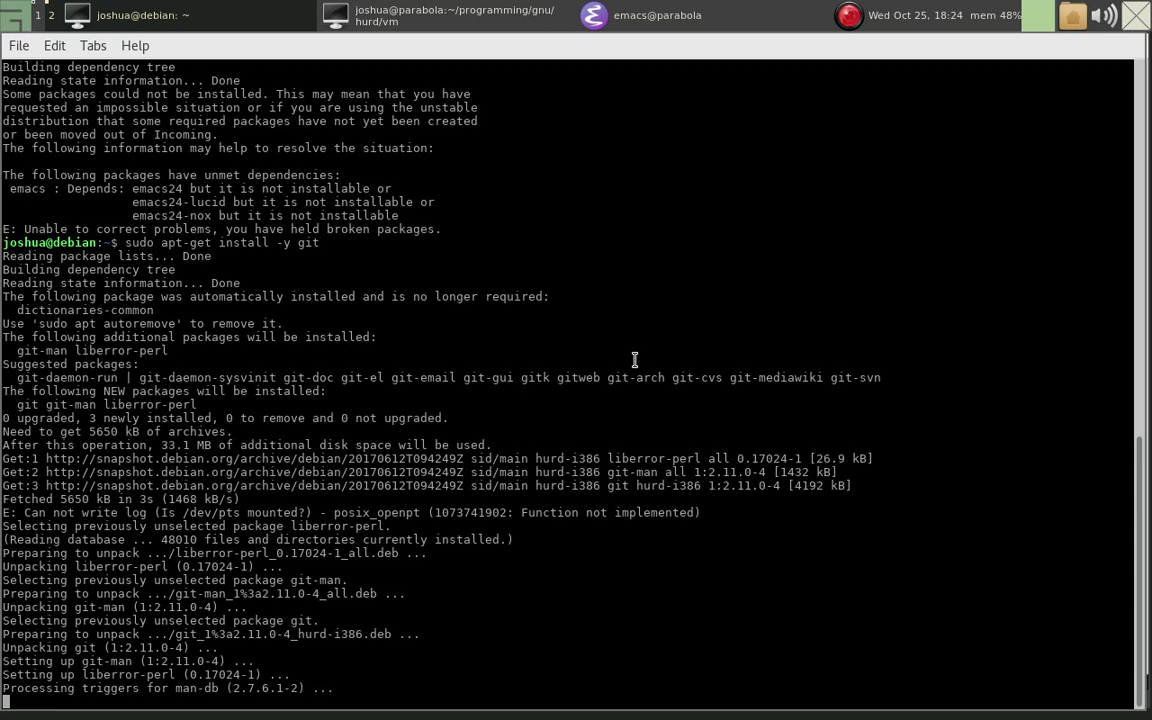 1 2 joshua@debian: ~ joshua@parabola:~/programming/gnu/ emacs@parabola Wed Oct 25, 18:24 mem 48%
hurd/vm
File Edit Tabs Help
Building dependency tree
Reading state information... Done
Some packages could not be installed. This may mean that you have
requested an impossible situation or if you are using the unstable
distribution that some required packages have not yet been created
or been moved out of Incoming.
The following information may help to resolve the situation:
The following packages have unmet dependencies:
emacs : Depends: emacs24 but it is not installable or
emacs24-lucid but it is not installable or
emacs24-nox but it is not installable
E: Unable to correct problems, you have held broken packages.
joshua@debian:~$ sudo apt-get install -y git
Reading package lists... Done
Building dependency tree
Reading state information... Done
The following package was automatically installed and is no longer required:
dictionaries-common
Use 'sudo apt autoremove' to remove it.
The following additional packages will be installed:
git-man liberror-perl
Suggested packages:
git-daemon-run | git-daemon-sysvinit git-doc git-el git-email git-gui gitk gitweb git-arch git-cvs git-mediawiki git-svn
The following NEW packages will be installed:
git git-man liberror-perl
0 upgraded, 3 newly installed, 0 to remove and 0 not upgraded.
Need to get 5650 kB of archives.
After this operation, 33.1 MB of additional disk space will be used.
Get:1 http://snapshot.debian.org/archive/debian/20170612T094249Z sid/main hurd-i386 liberror-perl all 0.17024-1 [26.9 kB]
Get:2 http://snapshot.debian.org/archive/debian/20170612T094249Z sid/main hurd-i386 git-man all 1:2.11.0-4 [1432 kB]
Get:3 http://snapshot.debian.org/archive/debian/20170612T094249Z sid/main hurd-i386 git hurd-i386 1:2.11.0-4 [4192 kB]
Fetched 5650 kB in 3s (1468 kB/s)
E: Can not write log (Is /dev/pts mounted?) - posix_openpt (1073741902: Function not implemented)
Selecting previously unselected package liberror-perl.
(Reading database ... 48010 files and directories currently installed.)
Preparing to unpack .../liberror-perl_0.17024-1_all.deb ...
Unpacking liberror-perl (0.17024-1) ...
Selecting previously unselected package git-man.
Preparing to unpack .../git-man_1%3a2.11.0-4_all.deb ...
Unpacking git-man (1:2.11.0-4) ...
Selecting previously unselected package git.
Preparing to unpack .../git_1%3a2.11.0-4_hurd-i386.deb ...
Unpacking git (1:2.11.0-4) ...
Setting up git-man (1:2.11.0-4) ...
Setting up liberror-perl (0.17024-1) ...
Processing triggers for man-db (2.7.6.1-2) ...